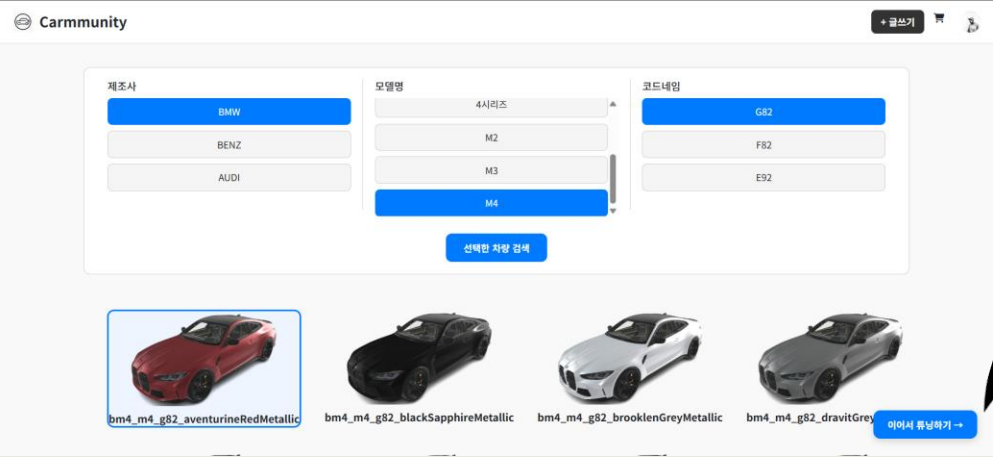 Carmmunity
+ 글쓰기
제조사
BMW
BENZ
AUDI
모델명
4시리즈
M2
M3
M4
코드네임
G82
F82
E92
선택한 차량 검색
bm4_m4_g82_aventurineRedMetallic
bm4_m4_g82_blackSapphireMetallic
bm4_m4_g82_brooklenGreyMetallic
bm4_m4_g82_dravitGrey
이어서 튜닝하기 →